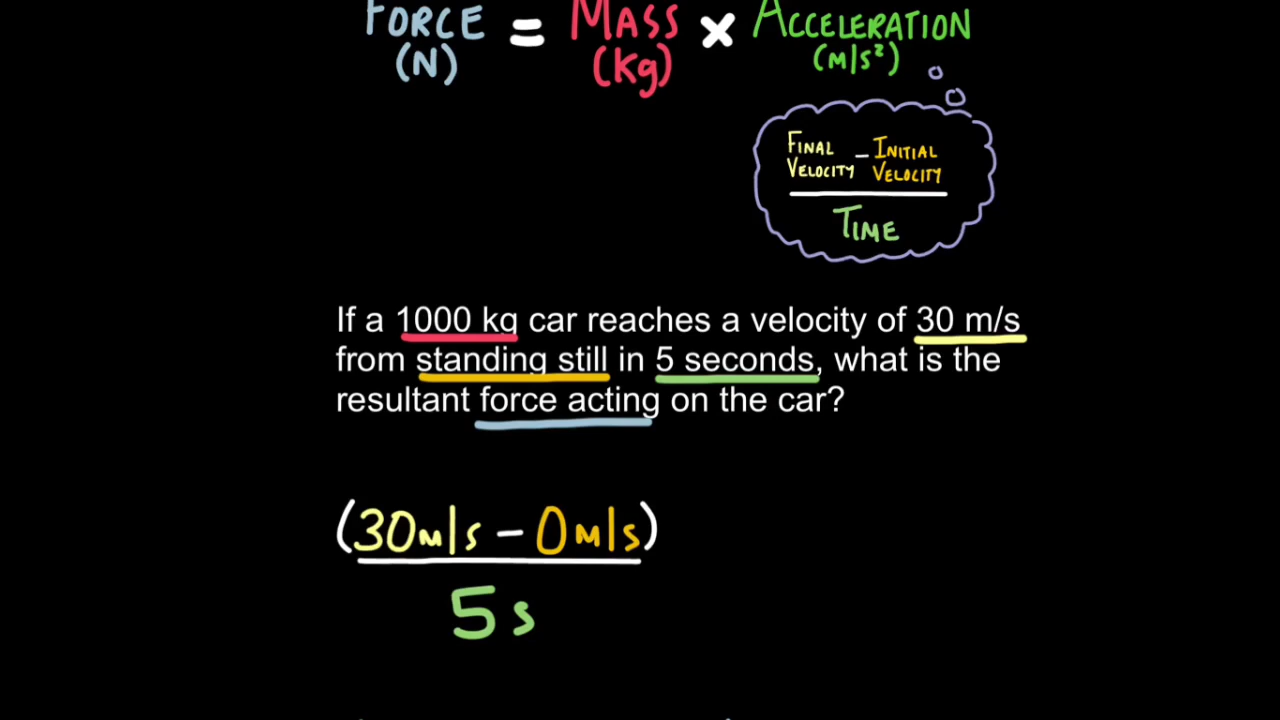 FORCE = MASS × ACCELERATION
(N) (Kg) (M/S²)
FINAL VELOCITY – INITIAL VELOCITY
TIME
If a 1000 kg car reaches a velocity of 30 m/s
from standing still in 5 seconds, what is the
resultant force acting on the car?
(30M/S – 0M/S)
5s